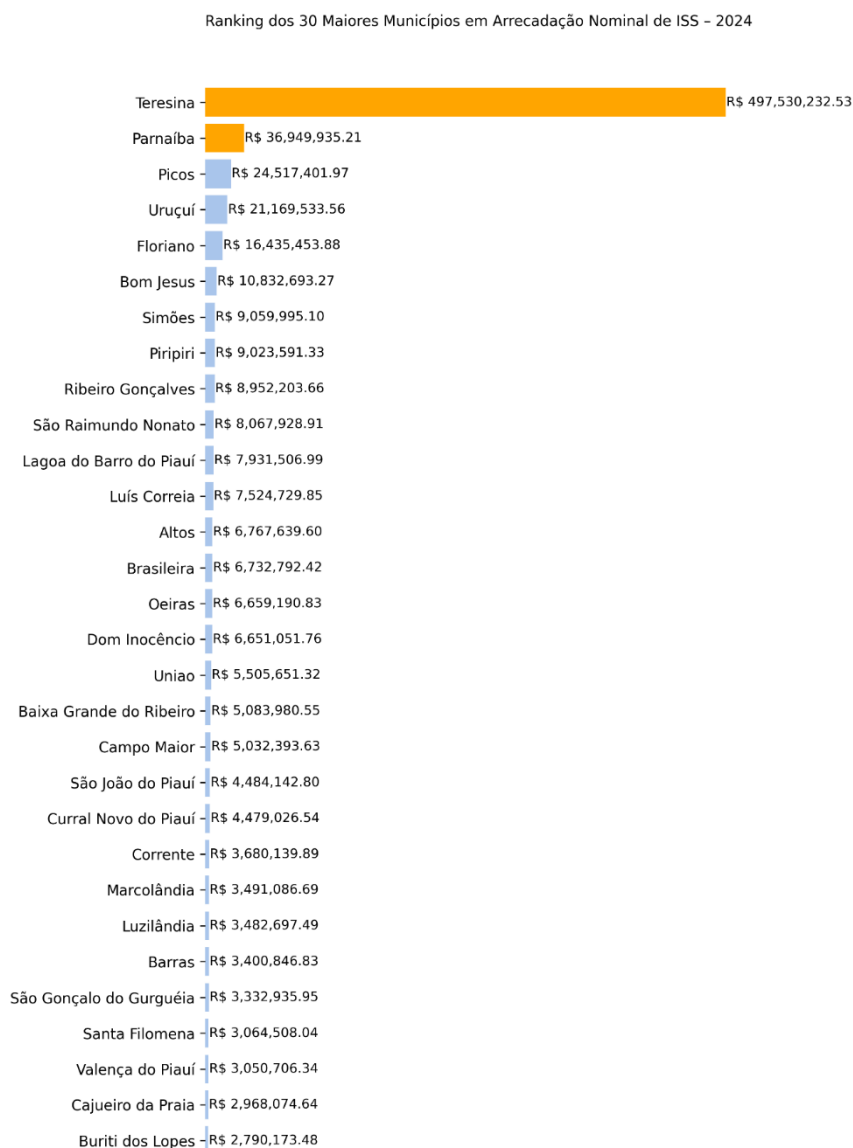 Ranking dos 30 Maiores Municípios em Arrecadação Nominal de ISS – 2024
Teresina R$ 497,530,232.53
Parnaíba R$ 36,949,935.21
Picos R$ 24,517,401.97
Uruçuí R$ 21,169,533.56
Floriano R$ 16,435,453.88
Bom Jesus R$ 10,832,693.27
Simões R$ 9,059,995.10
Piripiri R$ 9,023,591.33
Ribeiro Gonçalves R$ 8,952,203.66
São Raimundo Nonato R$ 8,067,928.91
Lagoa do Barro do Piauí R$ 7,931,506.99
Luís Correia R$ 7,524,729.85
Altos R$ 6,767,639.60
Brasileira R$ 6,732,792.42
Oeiras R$ 6,659,190.83
Dom Inocêncio R$ 6,651,051.76
Uniao R$ 5,505,651.32
Baixa Grande do Ribeiro R$ 5,083,980.55
Campo Maior R$ 5,032,393.63
São João do Piauí R$ 4,484,142.80
Curral Novo do Piauí R$ 4,479,026.54
Corrente R$ 3,680,139.89
Marcolândia R$ 3,491,086.69
Luzilândia R$ 3,482,697.49
Barras R$ 3,400,846.83
São Gonçalo do Gurguéia R$ 3,332,935.95
Santa Filomena R$ 3,064,508.04
Valença do Piauí R$ 3,050,706.34
Cajueiro da Praia R$ 2,968,074.64
Buriti dos Lopes R$ 2,790,173.48